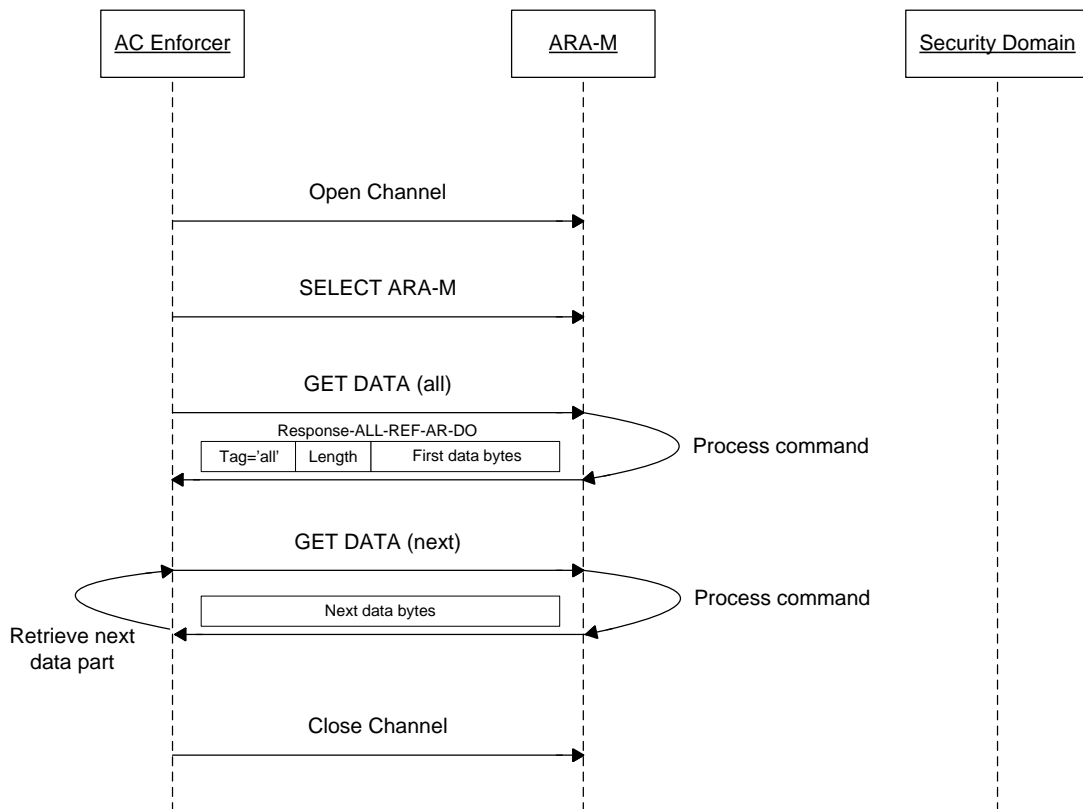 AC Enforcer
ARA-M
Security Domain
Open Channel
SELECT ARA-M
GET DATA (all)
Response-ALL-REF-AR-DO
Tag='all'
Length
First data bytes
Process command
GET DATA (next)
Next data bytes
Process command
Retrieve next
data part
Close Channel